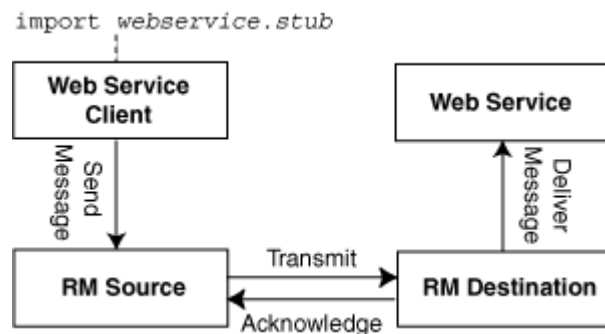 import webservice.stub
Web Service
Client
Web Service
Send
Message
Deliver
Message
Transmit
RM Source
RM Destination
Acknowledge